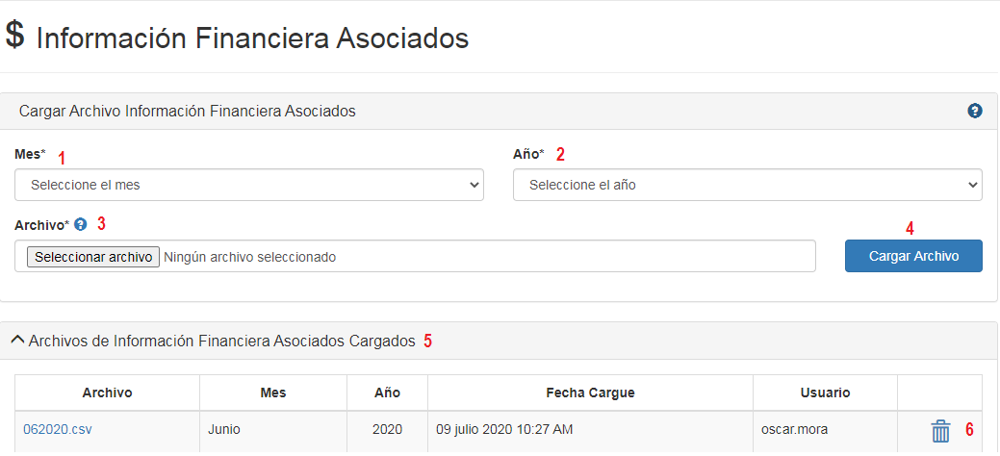 $ Información Financiera Asociados
Cargar Archivo Información Financiera Asociados ?
Mes* 1 Año* 2
Seleccione el mes Seleccione el año
Archivo* ? 3 4
Seleccionar archivo Ningún archivo seleccionado Cargar Archivo
Archivos de Información Financiera Asociados Cargados 5
Archivo Mes Año Fecha Cargue Usuario
062020.csv Junio 2020 09 julio 2020 10:27 AM oscar.mora 6